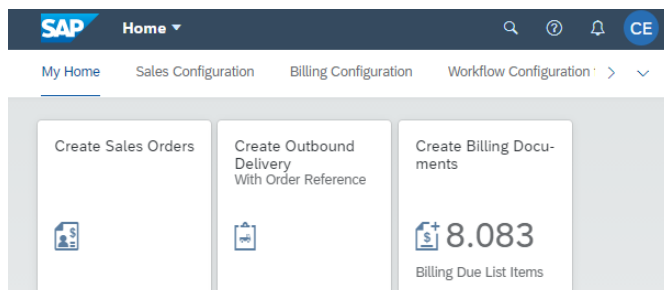 SAP Home
CE
My Home Sales Configuration Billing Configuration Workflow Configuration
Create Sales Orders
Create Outbound
Delivery
With Order Reference
Create Billing Docu-
ments
8.083
Billing Due List Items